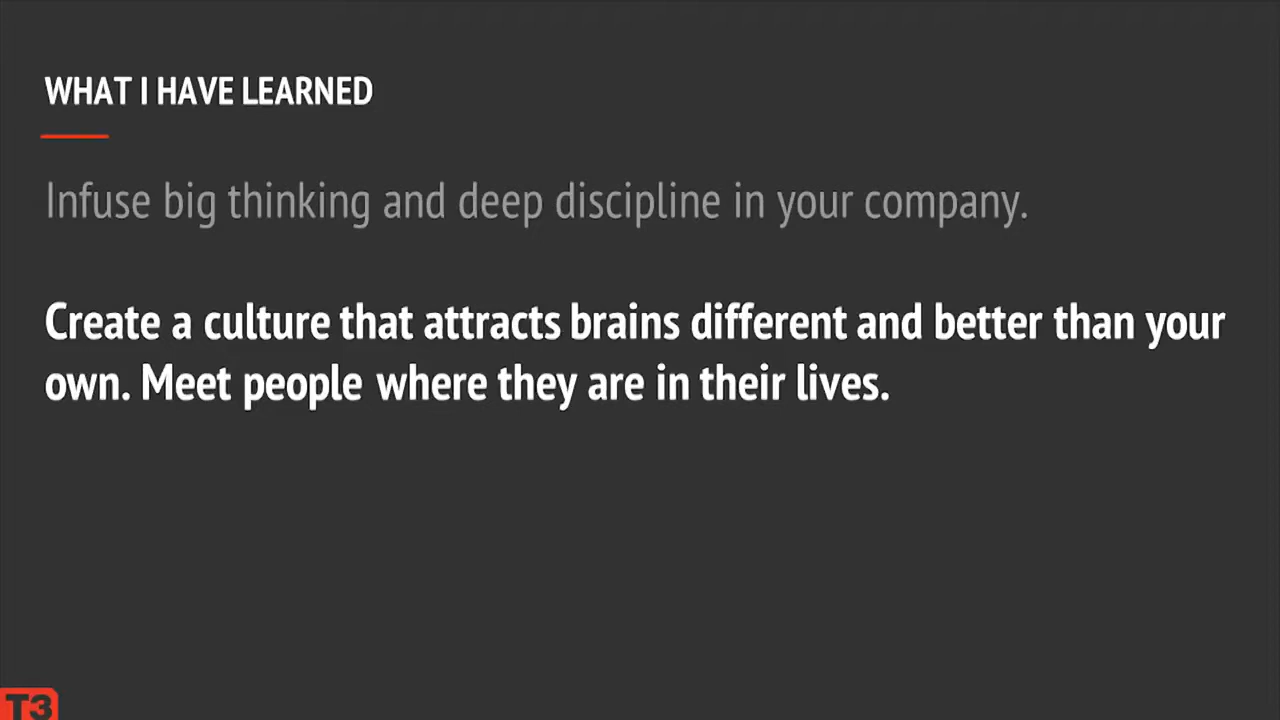 WHAT I HAVE LEARNED
Infuse big thinking and deep discipline in your company.
Create a culture that attracts brains different and better than your
own. Meet people where they are in their lives.
T3